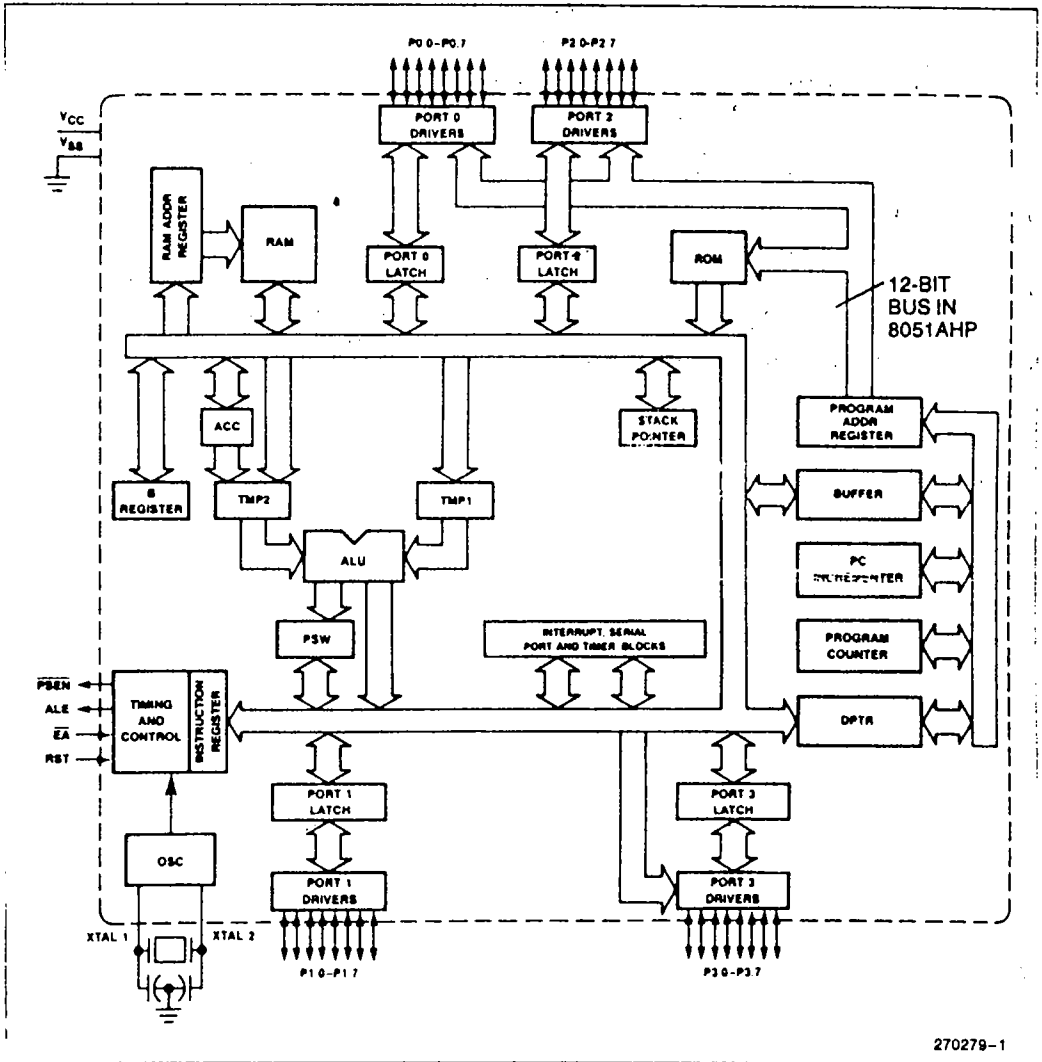 P0.0-P0.7
P2.0-P2.7
VCC
VSS
PORT 0
DRIVERS
PORT 2
DRIVERS
RAM ADDR
REGISTER
RAM
PORT 0
LATCH
PORT 2
LATCH
ROM
12-BIT
BUS IN
8051AHP
ACC
STACK
POINTER
PROGRAM
ADDR
REGISTER
B
REGISTER
TMP2
TMP1
BUFFER
ALU
PC
INCREMENTER
PSW
INTERRUPT, SERIAL
PORT AND TIMER BLOCKS
PROGRAM
COUNTER
PSEN
ALE
EA
RST
TIMING
AND
CONTROL
INSTRUCTION
REGISTER
DPTR
PORT 1
LATCH
PORT 3
LATCH
OSC
PORT 1
DRIVERS
PORT 3
DRIVERS
XTAL 1
XTAL 2
P1.0-P1.7
P3.0-P3.7
270279-1